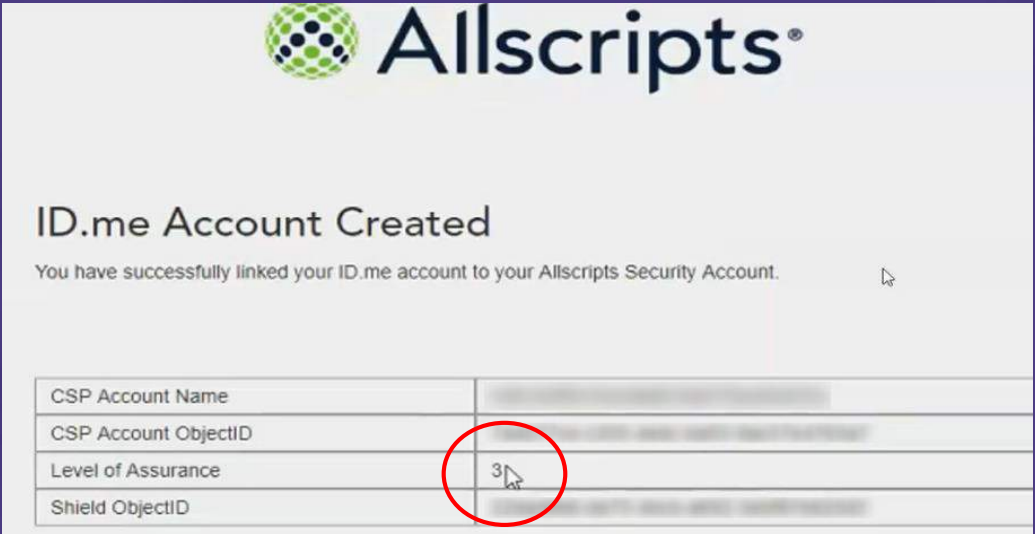 Allscripts®
ID.me Account Created
You have successfully linked your ID.me account to your Allscripts Security Account.
CSP Account Name
CSP Account ObjectID
Level of Assurance 3
Shield ObjectID